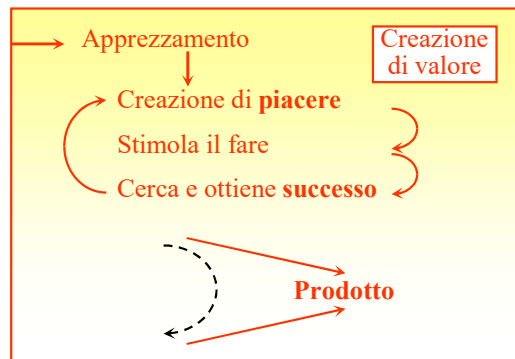 Apprezzamento
Creazione
di valore
Creazione di piacere
Stimola il fare
Cerca e ottiene successo
Prodotto